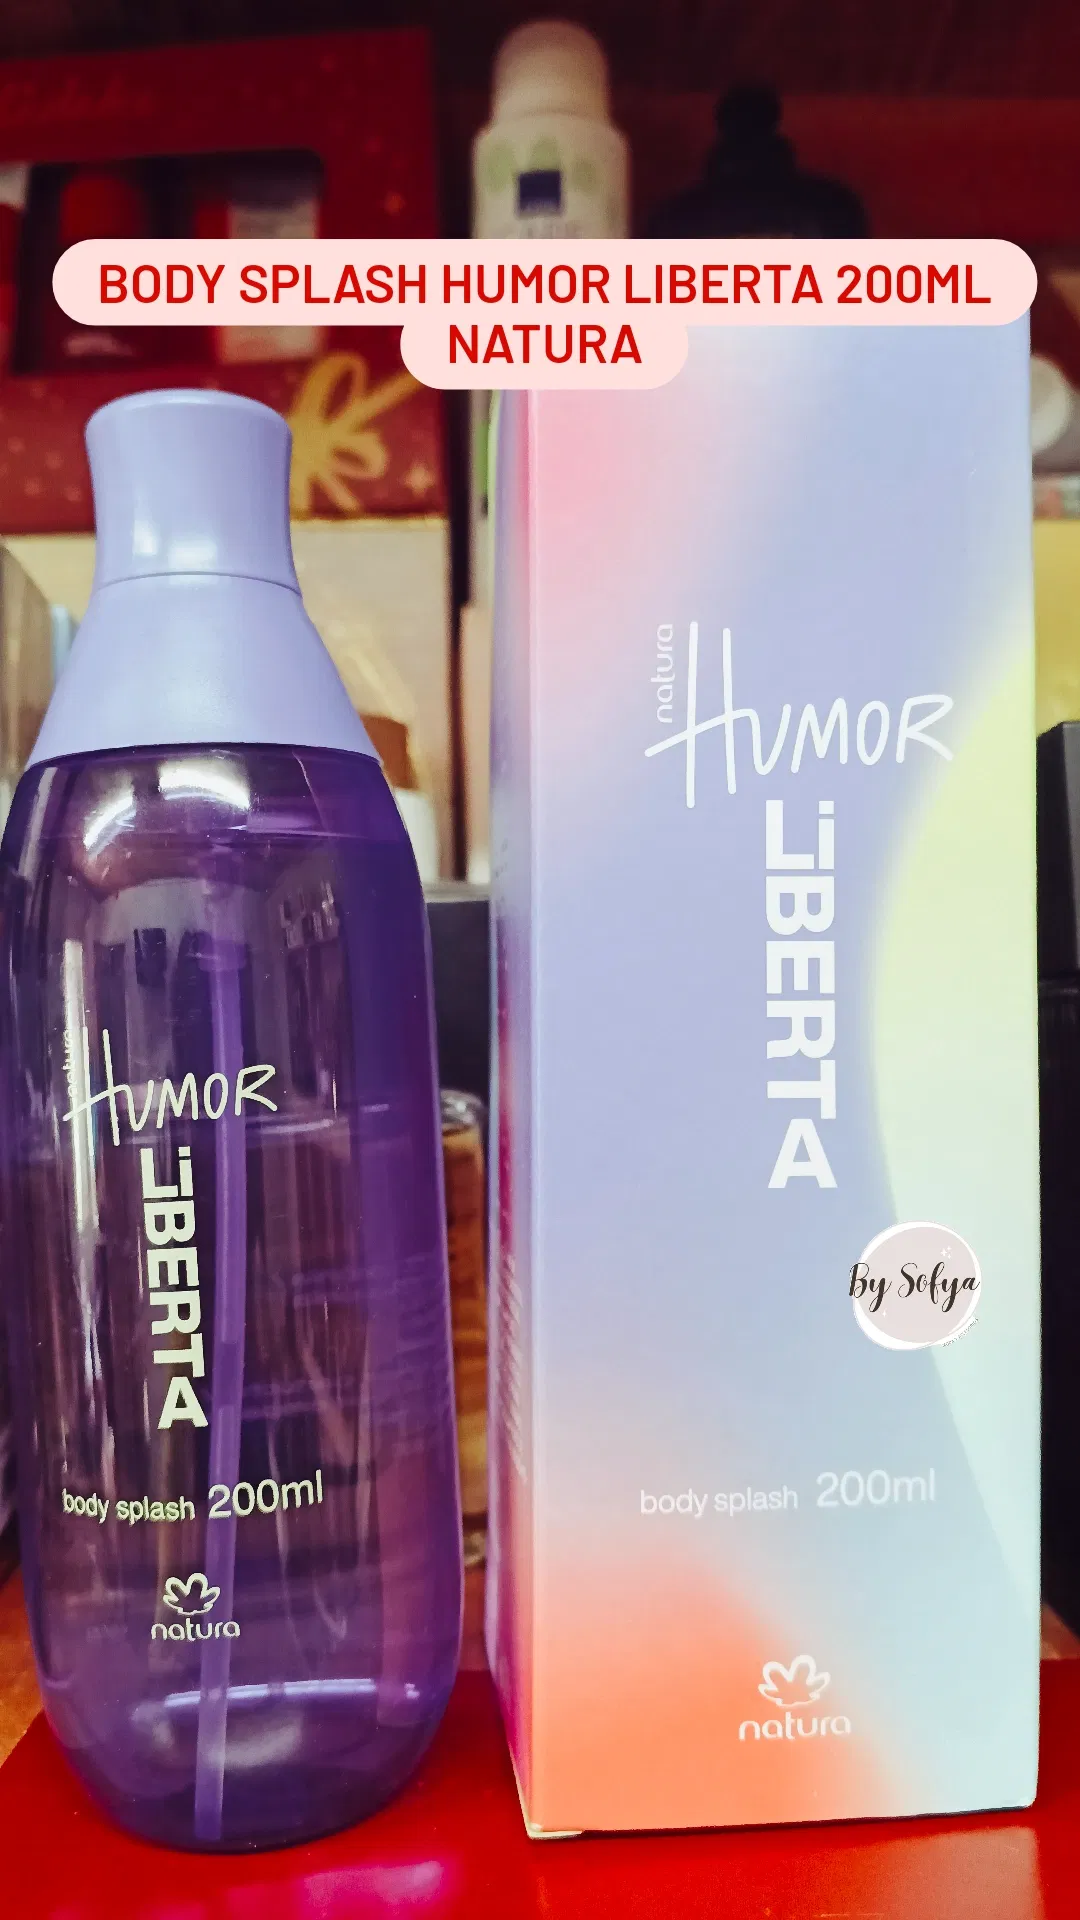 BODY SPLASH HUMOR LIBERTA 200ML
NATURA
natura
HUMOR
LIBERTA
body splash 200ml
natura
natura
HUMOR
LIBERTA
body splash 200ml
natura
By Sofya